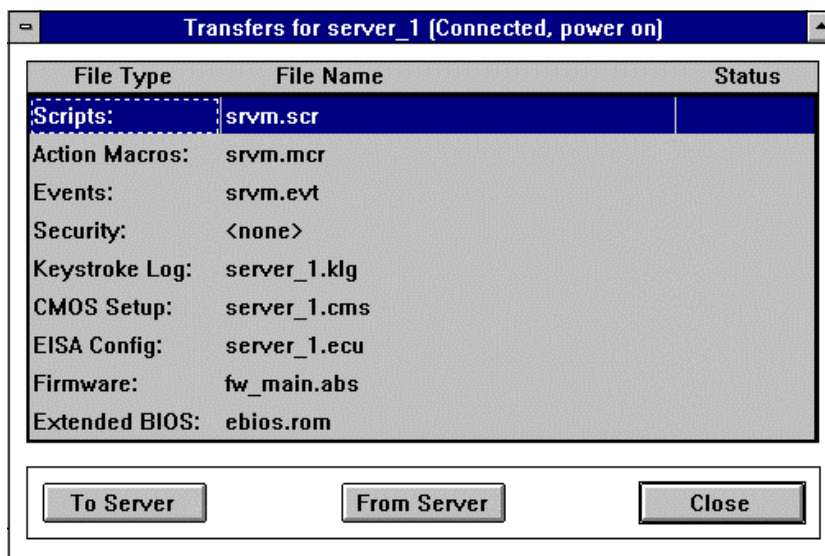 Transfers for server_1 (Connected, power on)
File Type File Name Status
Scripts: srvm.scr
Action Macros: srvm.mcr
Events: srvm.evt
Security: <none>
Keystroke Log: server_1.klg
CMOS Setup: server_1.cms
EISA Config: server_1.ecu
Firmware: fw_main.abs
Extended BIOS: ebios.rom
To Server From Server Close